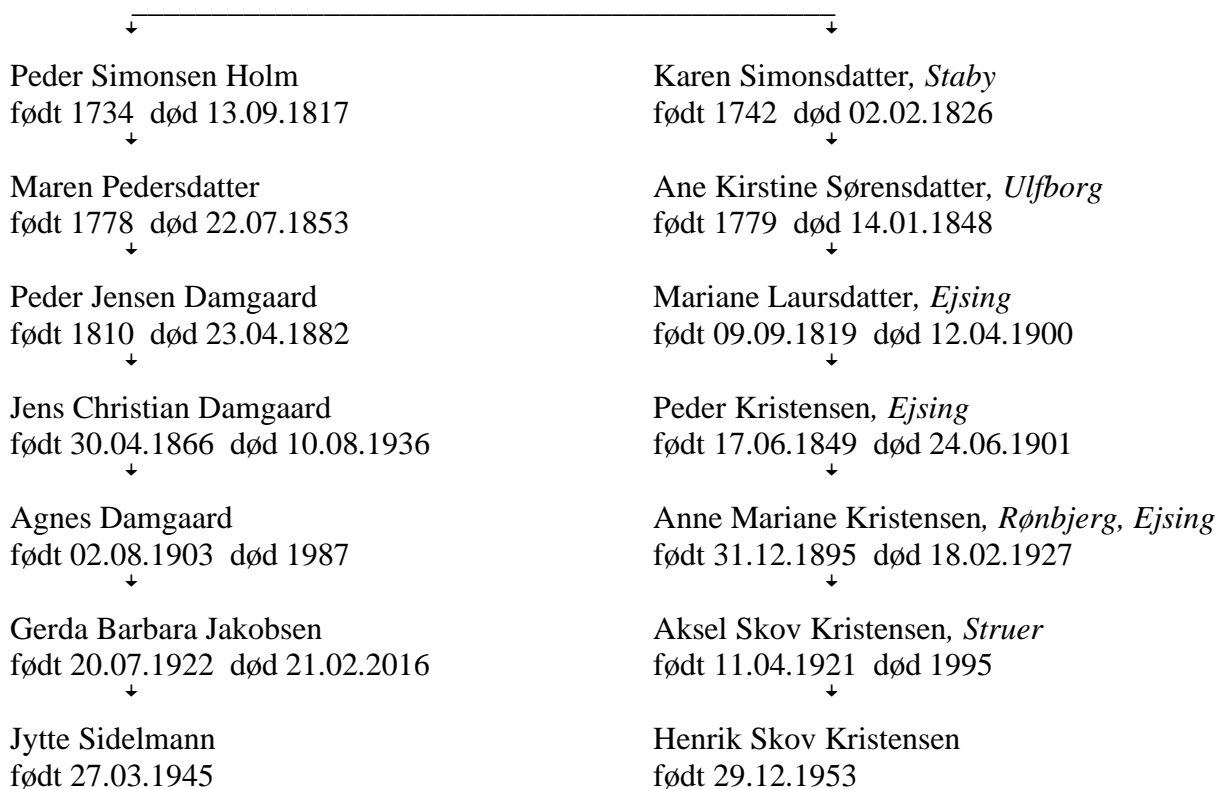 Peder Simonsen Holm
født 1734 død 13.09.1817
Maren Pedersdatter
født 1778 død 22.07.1853
Peder Jensen Damgaard
født 1810 død 23.04.1882
Jens Christian Damgaard
født 30.04.1866 død 10.08.1936
Agnes Damgaard
født 02.08.1903 død 1987
Gerda Barbara Jakobsen
født 20.07.1922 død 21.02.2016
Jytte Sidelmann
født 27.03.1945
Karen Simonsdatter, Staby
født 1742 død 02.02.1826
Ane Kirstine Sørensdatter, Ulfborg
født 1779 død 14.01.1848
Mariane Laursdatter, Ejsing
født 09.09.1819 død 12.04.1900
Peder Kristensen, Ejsing
født 17.06.1849 død 24.06.1901
Anne Mariane Kristensen, Rønbjerg, Ejsing
født 31.12.1895 død 18.02.1927
Aksel Skov Kristensen, Struer
født 11.04.1921 død 1995
Henrik Skov Kristensen
født 29.12.1953